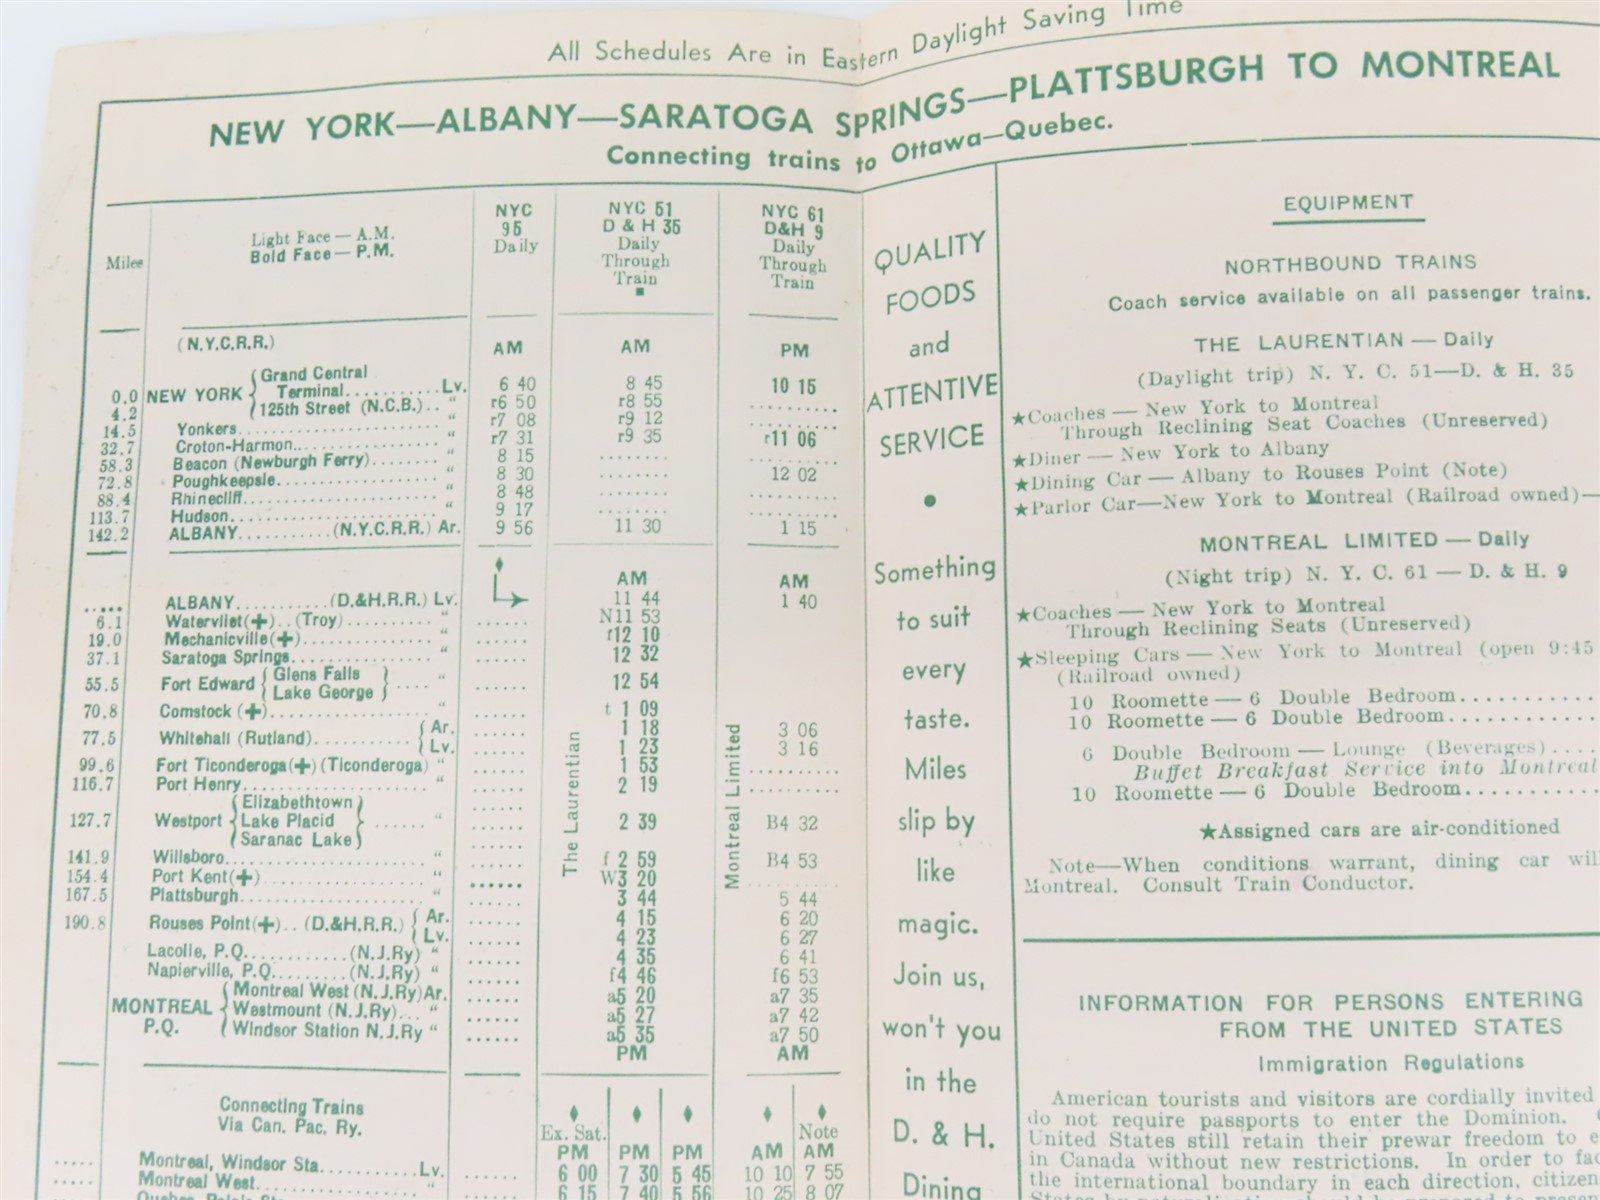 All Schedules Are in Eastern Daylight Saving Time
NEW YORK—ALBANY—SARATOGA SPRINGS—PLATTSBURGH TO MONTREAL
Connecting trains to Ottawa—Quebec.
Miles
Light Face — A.M.
Bold Face — P.M.
NYC 95 Daily
NYC 51 D & H 35 Daily Through Train ■
NYC 61 D&H 9 Daily Through Train
(N.Y.C.R.R.) AM AM PM
0.0 NEW YORK { Grand Central Terminal.......... Lv. 6 40 8 45 10 15
4.2 125th Street (N.C.B.).. " r6 50 r8 55 ..........
14.5 Yonkers.......... " r7 08 r9 12 ..........
32.7 Croton-Harmon.......... " r7 31 r9 35 r11 06
58.3 Beacon (Newburgh Ferry)........ " 8 15 ........ ..........
72.8 Poughkeepsie.......... " 8 30 ........ 12 02
88.4 Rhinecliff.......... " 8 48 ........ ..........
113.7 Hudson.......... " 9 17 ........ ..........
142.2 ALBANY...........(N.Y.C.R.R.) Ar. 9 56 11 30 1 15
AM AM
..... ALBANY...........(D.&H.R.R.) Lv. 11 44 1 40
6.1 Watervliet(+)..(Troy).......... " ...... N11 53
19.0 Mechanicville(+).......... " ...... r12 10
37.1 Saratoga Springs.......... " ...... 12 32
55.5 Fort Edward { Glens Falls Lake George } .... " ...... 12 54
70.8 Comstock (+).......... " ...... t 1 09
77.5 Whitehall (Rutland).......... { Ar. ...... 1 18 3 06
Lv. ...... 1 23 3 16
99.6 Fort Ticonderoga(+)(Ticonderoga) " ...... 1 53 ..........
116.7 Port Henry.......... " ...... 2 19 ..........
127.7 Westport { Elizabethtown Lake Placid Saranac Lake } ...... " ...... 2 39 B4 32
141.9 Willsboro.......... " ...... f 2 59 B4 53
154.4 Port Kent(+).......... " ...... W3 20 ..........
167.5 Plattsburgh.......... " ...... 3 44 5 44
190.8 Rouses Point(+)..(D.&H.R.R.) { Ar. ...... 4 15 6 20
Lv. ...... 4 23 6 27
Lacolle, P.Q..........(N.J.Ry) " ...... 4 35 6 41
Napierville, P.Q........(N.J.Ry) " ...... f4 46 f6 53
MONTREAL P.Q. { Montreal West (N.J.Ry)Ar. ...... a5 20 a7 35
Westmount (N.J.Ry)... " ...... a5 27 a7 42
Windsor Station N.J.Ry " ...... a5 35 a7 50
PM AM
The Laurentian
Montreal Limited
Connecting Trains
Via Can. Pac. Ry.
Ex. Sat. Note
PM PM PM AM AM
..... Montreal, Windsor Sta.......... Lv. ...... 6 00 7 30 5 45 10 10 7 55
..... Montreal West.......... " ...... 6 15 7 40 5 56 10 25 8 07
QUALITY
FOODS
and
ATTENTIVE
SERVICE
•
Something
to suit
every
taste.
Miles
slip by
like
magic.
Join us,
won't you
in the
D. & H.
Dining
EQUIPMENT
NORTHBOUND TRAINS
Coach service available on all passenger trains.
THE LAURENTIAN — Daily
(Daylight trip) N. Y. C. 51—D. & H. 35
★Coaches — New York to Montreal
Through Reclining Seat Coaches (Unreserved)
★Diner — New York to Albany
★Dining Car — Albany to Rouses Point (Note)
★Parlor Car—New York to Montreal (Railroad owned)—
MONTREAL LIMITED — Daily
(Night trip) N. Y. C. 61 — D. & H. 9
★Coaches — New York to Montreal
Through Reclining Seats (Unreserved)
★Sleeping Cars — New York to Montreal (open 9:45
(Railroad owned)
10 Roomette — 6 Double Bedroom..........
10 Roomette — 6 Double Bedroom..........
6 Double Bedroom — Lounge (Beverages)....
Buffet Breakfast Service into Montreal
10 Roomette — 6 Double Bedroom..........
★Assigned cars are air-conditioned
Note—When conditions warrant, dining car will
Montreal. Consult Train Conductor.
INFORMATION FOR PERSONS ENTERING
FROM THE UNITED STATES
Immigration Regulations
American tourists and visitors are cordially invited
do not require passports to enter the Dominion.
United States still retain their prewar freedom to
in Canada without new restrictions. In order to
the international boundary in each direction, citizen